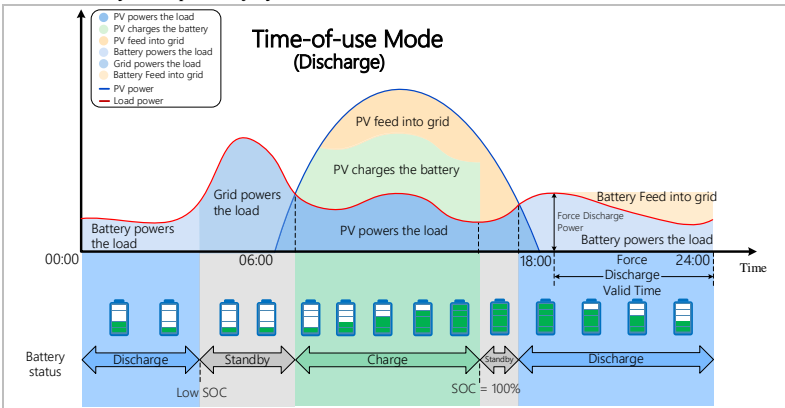 PV powers the load
PV charges the battery
PV feed into grid
Battery powers the load
Grid powers the load
Battery Feed into grid
PV power
Load power
Time-of-use Mode
(Discharge)
PV feed into grid
PV charges the battery
Grid powers
the load
Battery powers
the load
PV powers the load
Battery Feed into grid
Force Discharge
Power
Battery powers the load
00:00
06:00
18:00
Force
Discharge
Valid Time
24:00
Time
Battery
status
Discharge
Standby
Charge
Standby
Discharge
Low SOC
SOC = 100%